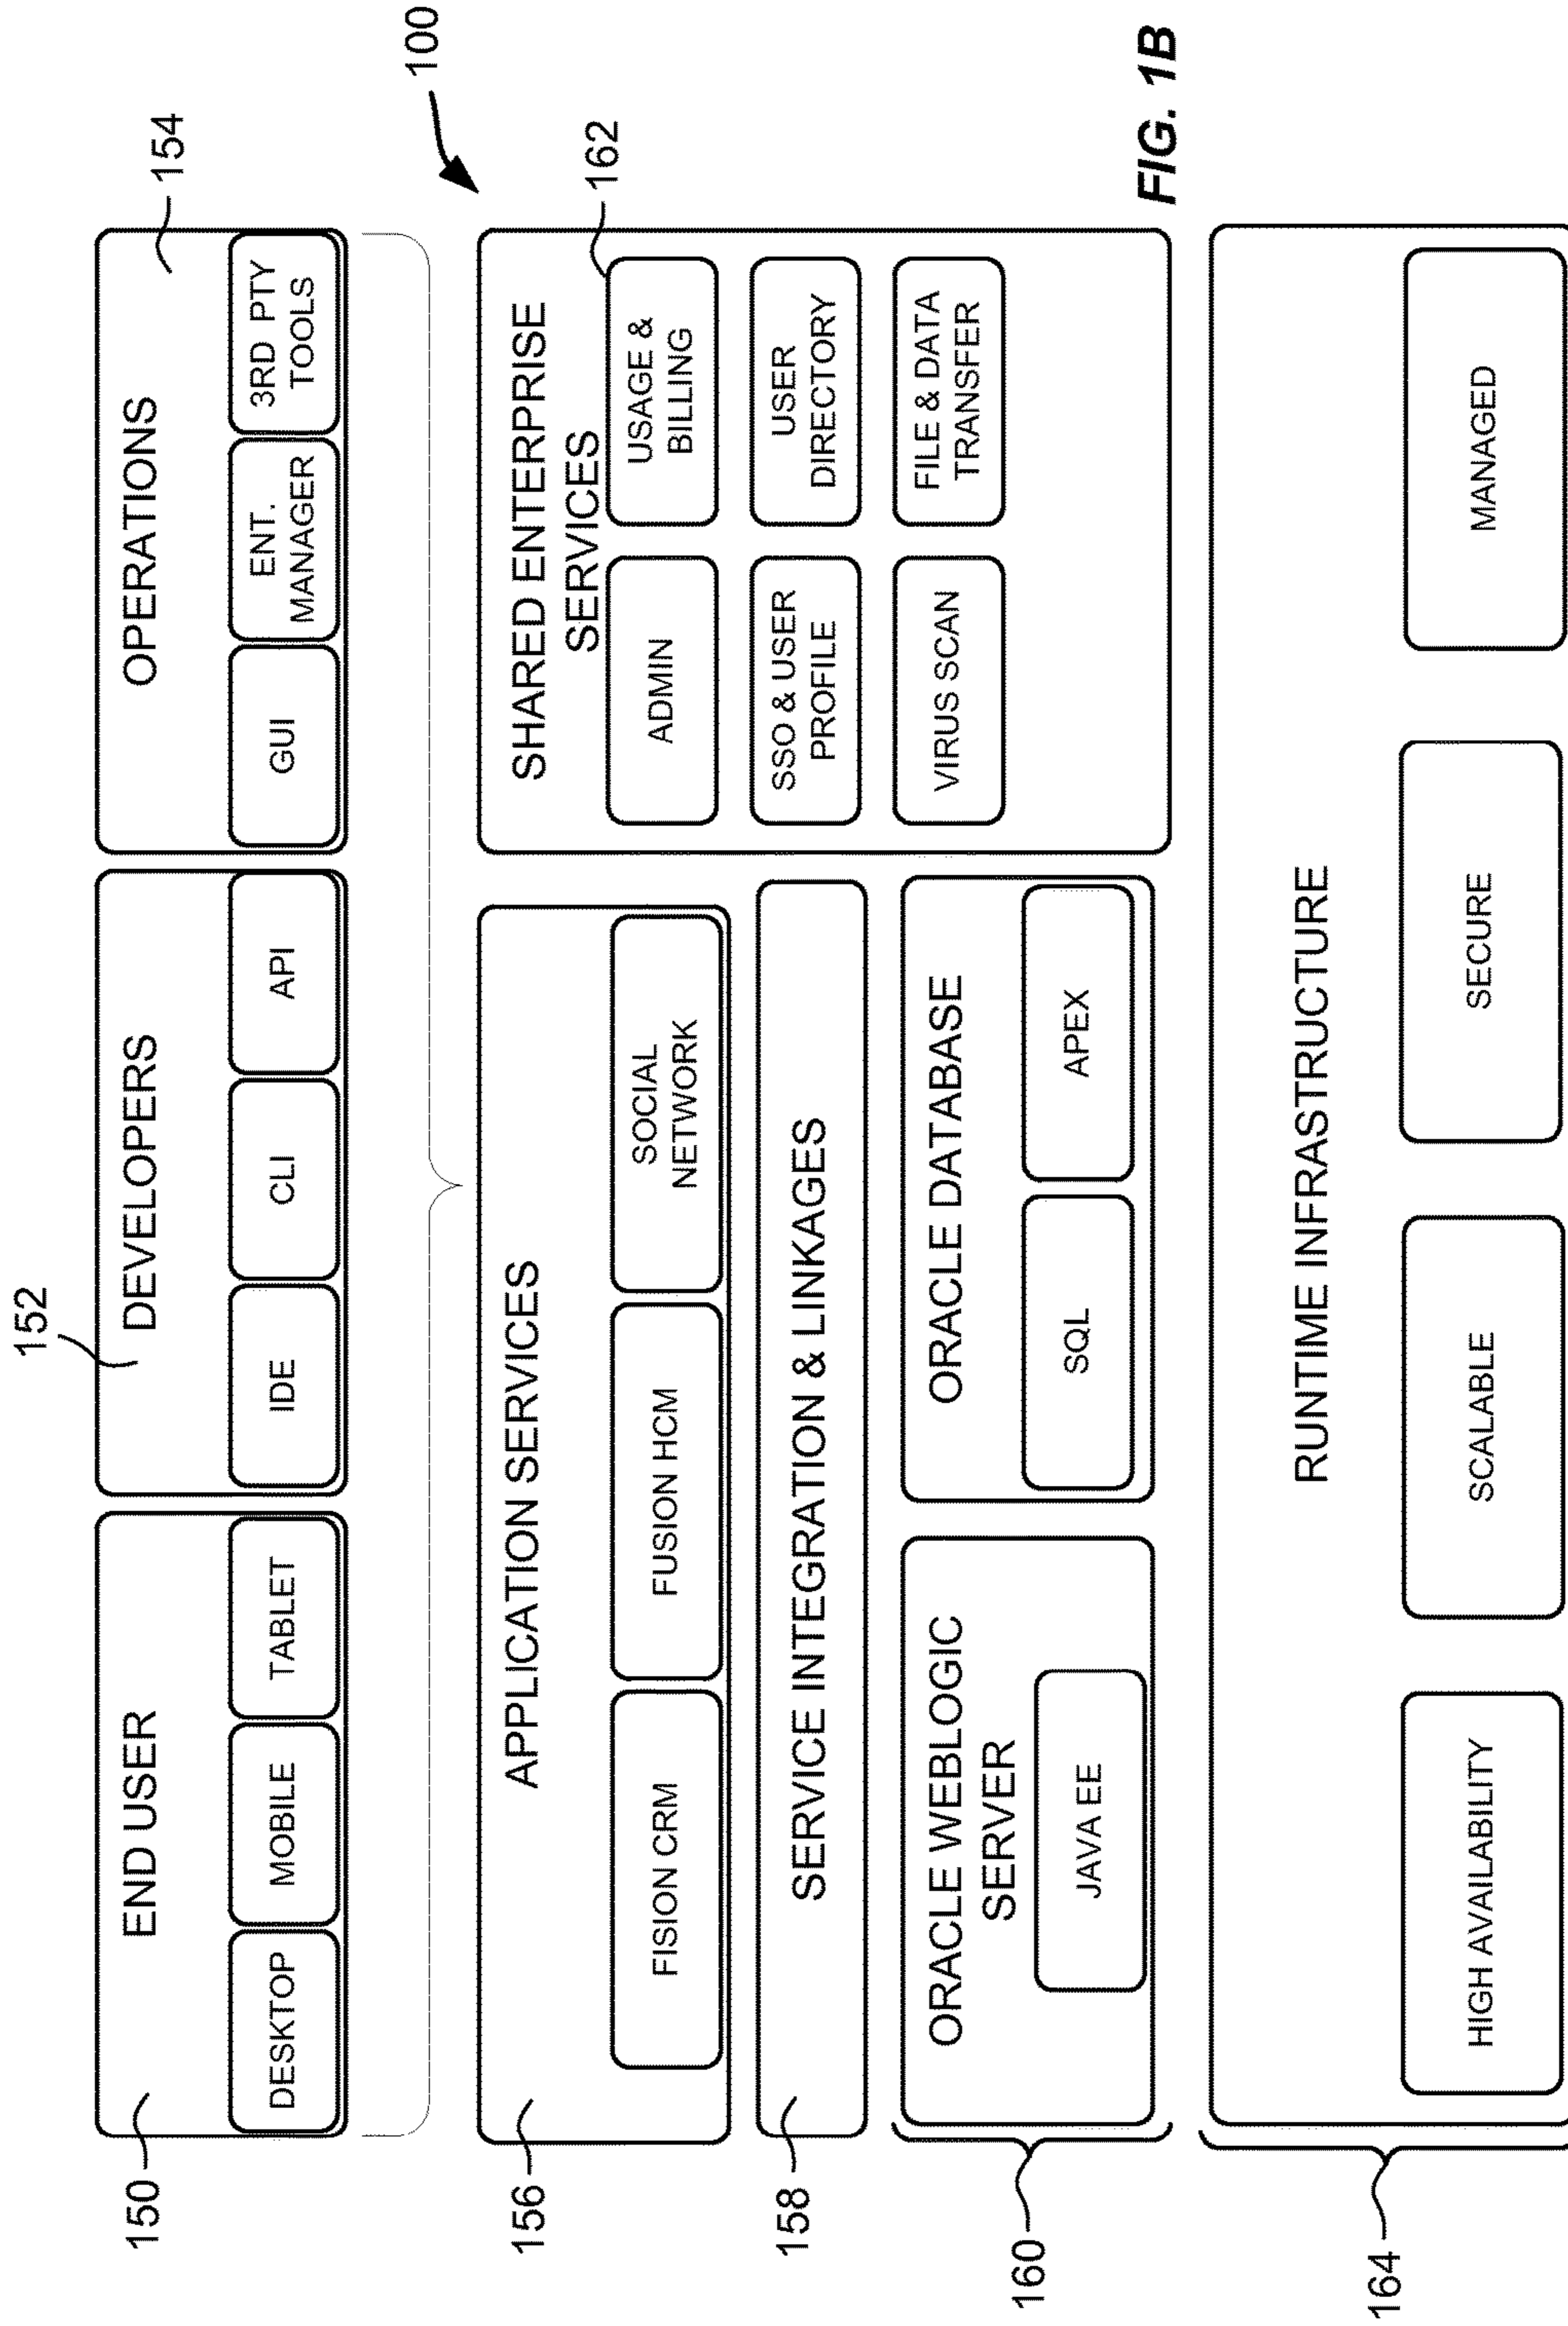 152
150
END USER
DESKTOP
MOBILE
TABLET
DEVELOPERS
IDE
CLI
API
OPERATIONS
154
GUI
ENT.
MANAGER
3RD PTY
TOOLS
100
156
APPLICATION SERVICES
FISION CRM
FUSION HCM
SOCIAL
NETWORK
158
SERVICE INTEGRATION & LINKAGES
160
ORACLE WEBLOGIC
SERVER
JAVA EE
ORACLE DATABASE
SQL
APEX
SHARED ENTERPRISE
SERVICES
162
ADMIN
USAGE &
BILLING
SSO & USER
PROFILE
USER
DIRECTORY
VIRUS SCAN
FILE & DATA
TRANSFER
FIG. 1B
164
RUNTIME INFRASTRUCTURE
HIGH AVAILABILITY
SCALABLE
SECURE
MANAGED